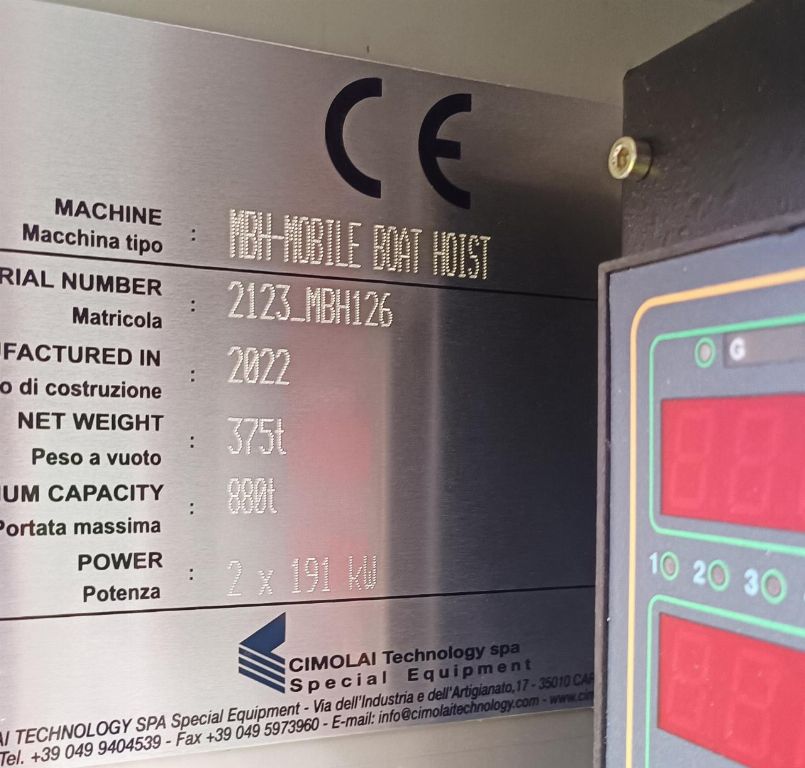 CE
MACHINE
Macchina tipo
: MBH-MOBILE BOAT HOIST
RIAL NUMBER
Matricola
: 2123_MBH126
FACTURED IN
o di costruzione
: 2022
NET WEIGHT
Peso a vuoto
: 375t
UM CAPACITY
Portata massima
: 880t
POWER
Potenza
: 2 x 191 kW
CIMOLAI Technology spa
Special Equipment
AI TECHNOLOGY SPA Special Equipment - Via dell'Industria e dell'Artigianato,17 - 35010 CAR
Tel. +39 049 9404539 - Fax +39 049 5973960 - E-mail: info@cimolaitechnology.com - www.cim
G
1 2 3